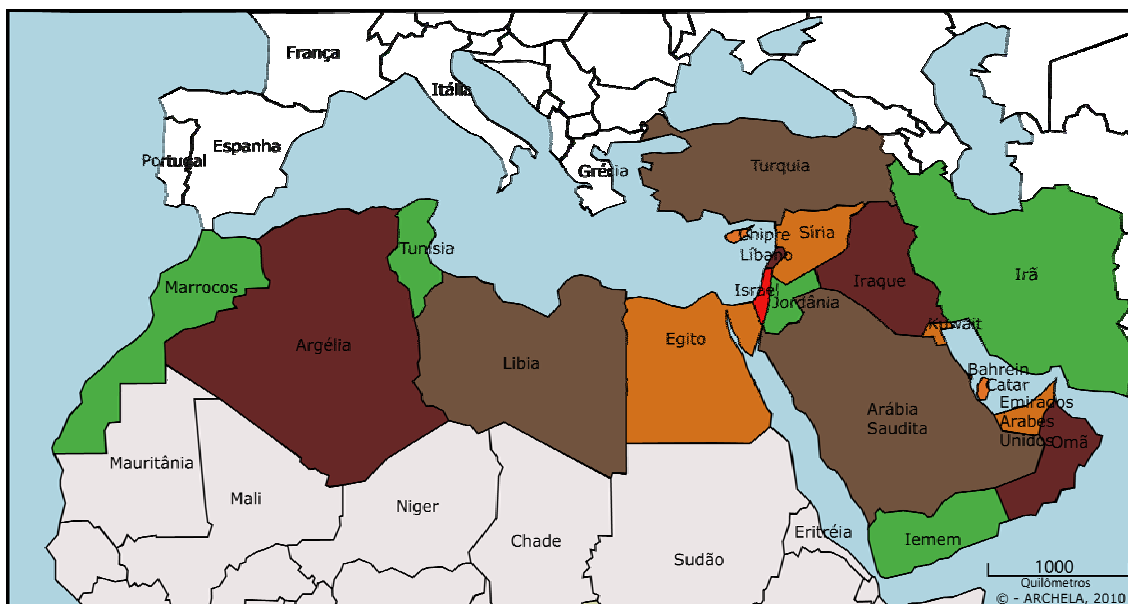 França
Itália
Portugal
Espanha
Grécia
Turquia
Chipre
Síria
Líbano
Tunísia
Marrocos
Israel
Jordânia
Iraque
Irã
Kuwait
Argélia
Libia
Egito
Bahrein
Catar
Emirados
Arabes
Unidos
Omã
Arábia
Saudita
Mauritânia
Mali
Niger
Chade
Sudão
Eritréia
Iemem
1000
Quilômetros
© - ARCHELA, 2010